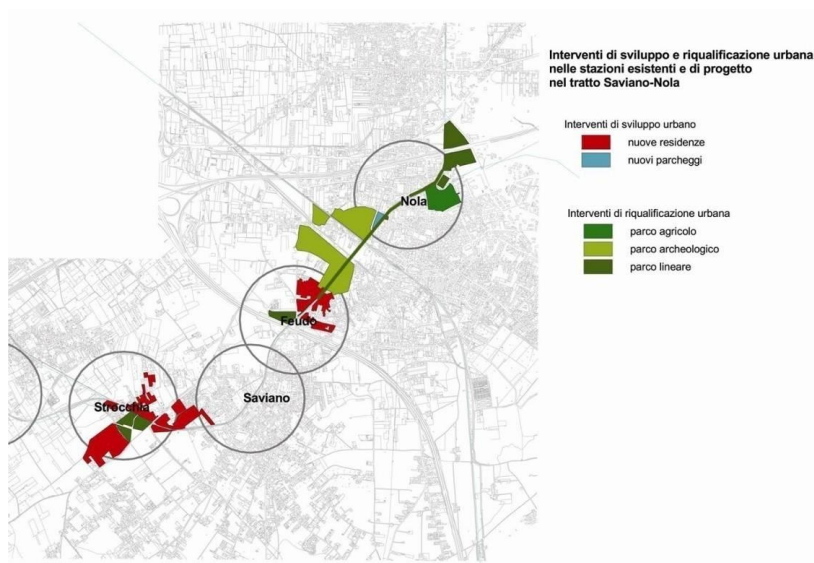 Interventi di sviluppo e riqualificazione urbana
nelle stazioni esistenti e di progetto
nel tratto Saviano-Nola
Interventi di sviluppo urbano
nuove residenze
nuovi parcheggi
Interventi di riqualificazione urbana
parco agricolo
parco archeologico
parco lineare
Nola
Feudo
Saviano
Strocchia